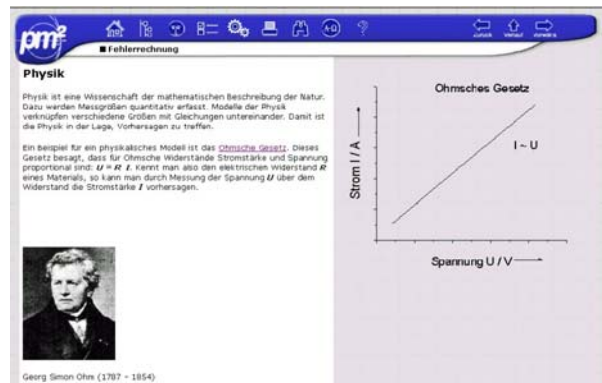 pm²
A-Ω
?
zurück
Verlauf
vorwärts
■ Fehlerrechnung
Physik
Physik ist eine Wissenschaft der mathematischen Beschreibung der Natur.
Dazu werden Messgrößen quantitativ erfasst. Modelle der Physik
verknüpfen verschiedene Größen mit Gleichungen untereinander. Damit ist
die Physik in der Lage, Vorhersagen zu treffen.
Ein Beispiel für ein physikalisches Modell ist das Ohmsche Gesetz. Dieses
Gesetz besagt, dass für Ohmsche Widerstände Stromstärke und Spannung
proportional sind: U = R I. Kennt man also den elektrischen Widerstand R
eines Materials, so kann man durch Messung der Spannung U über dem
Widerstand die Stromstärke I vorhersagen.
Georg Simon Ohm (1787 - 1854)
Ohmsches Gesetz
I ~ U
Strom I / A
Spannung U / V